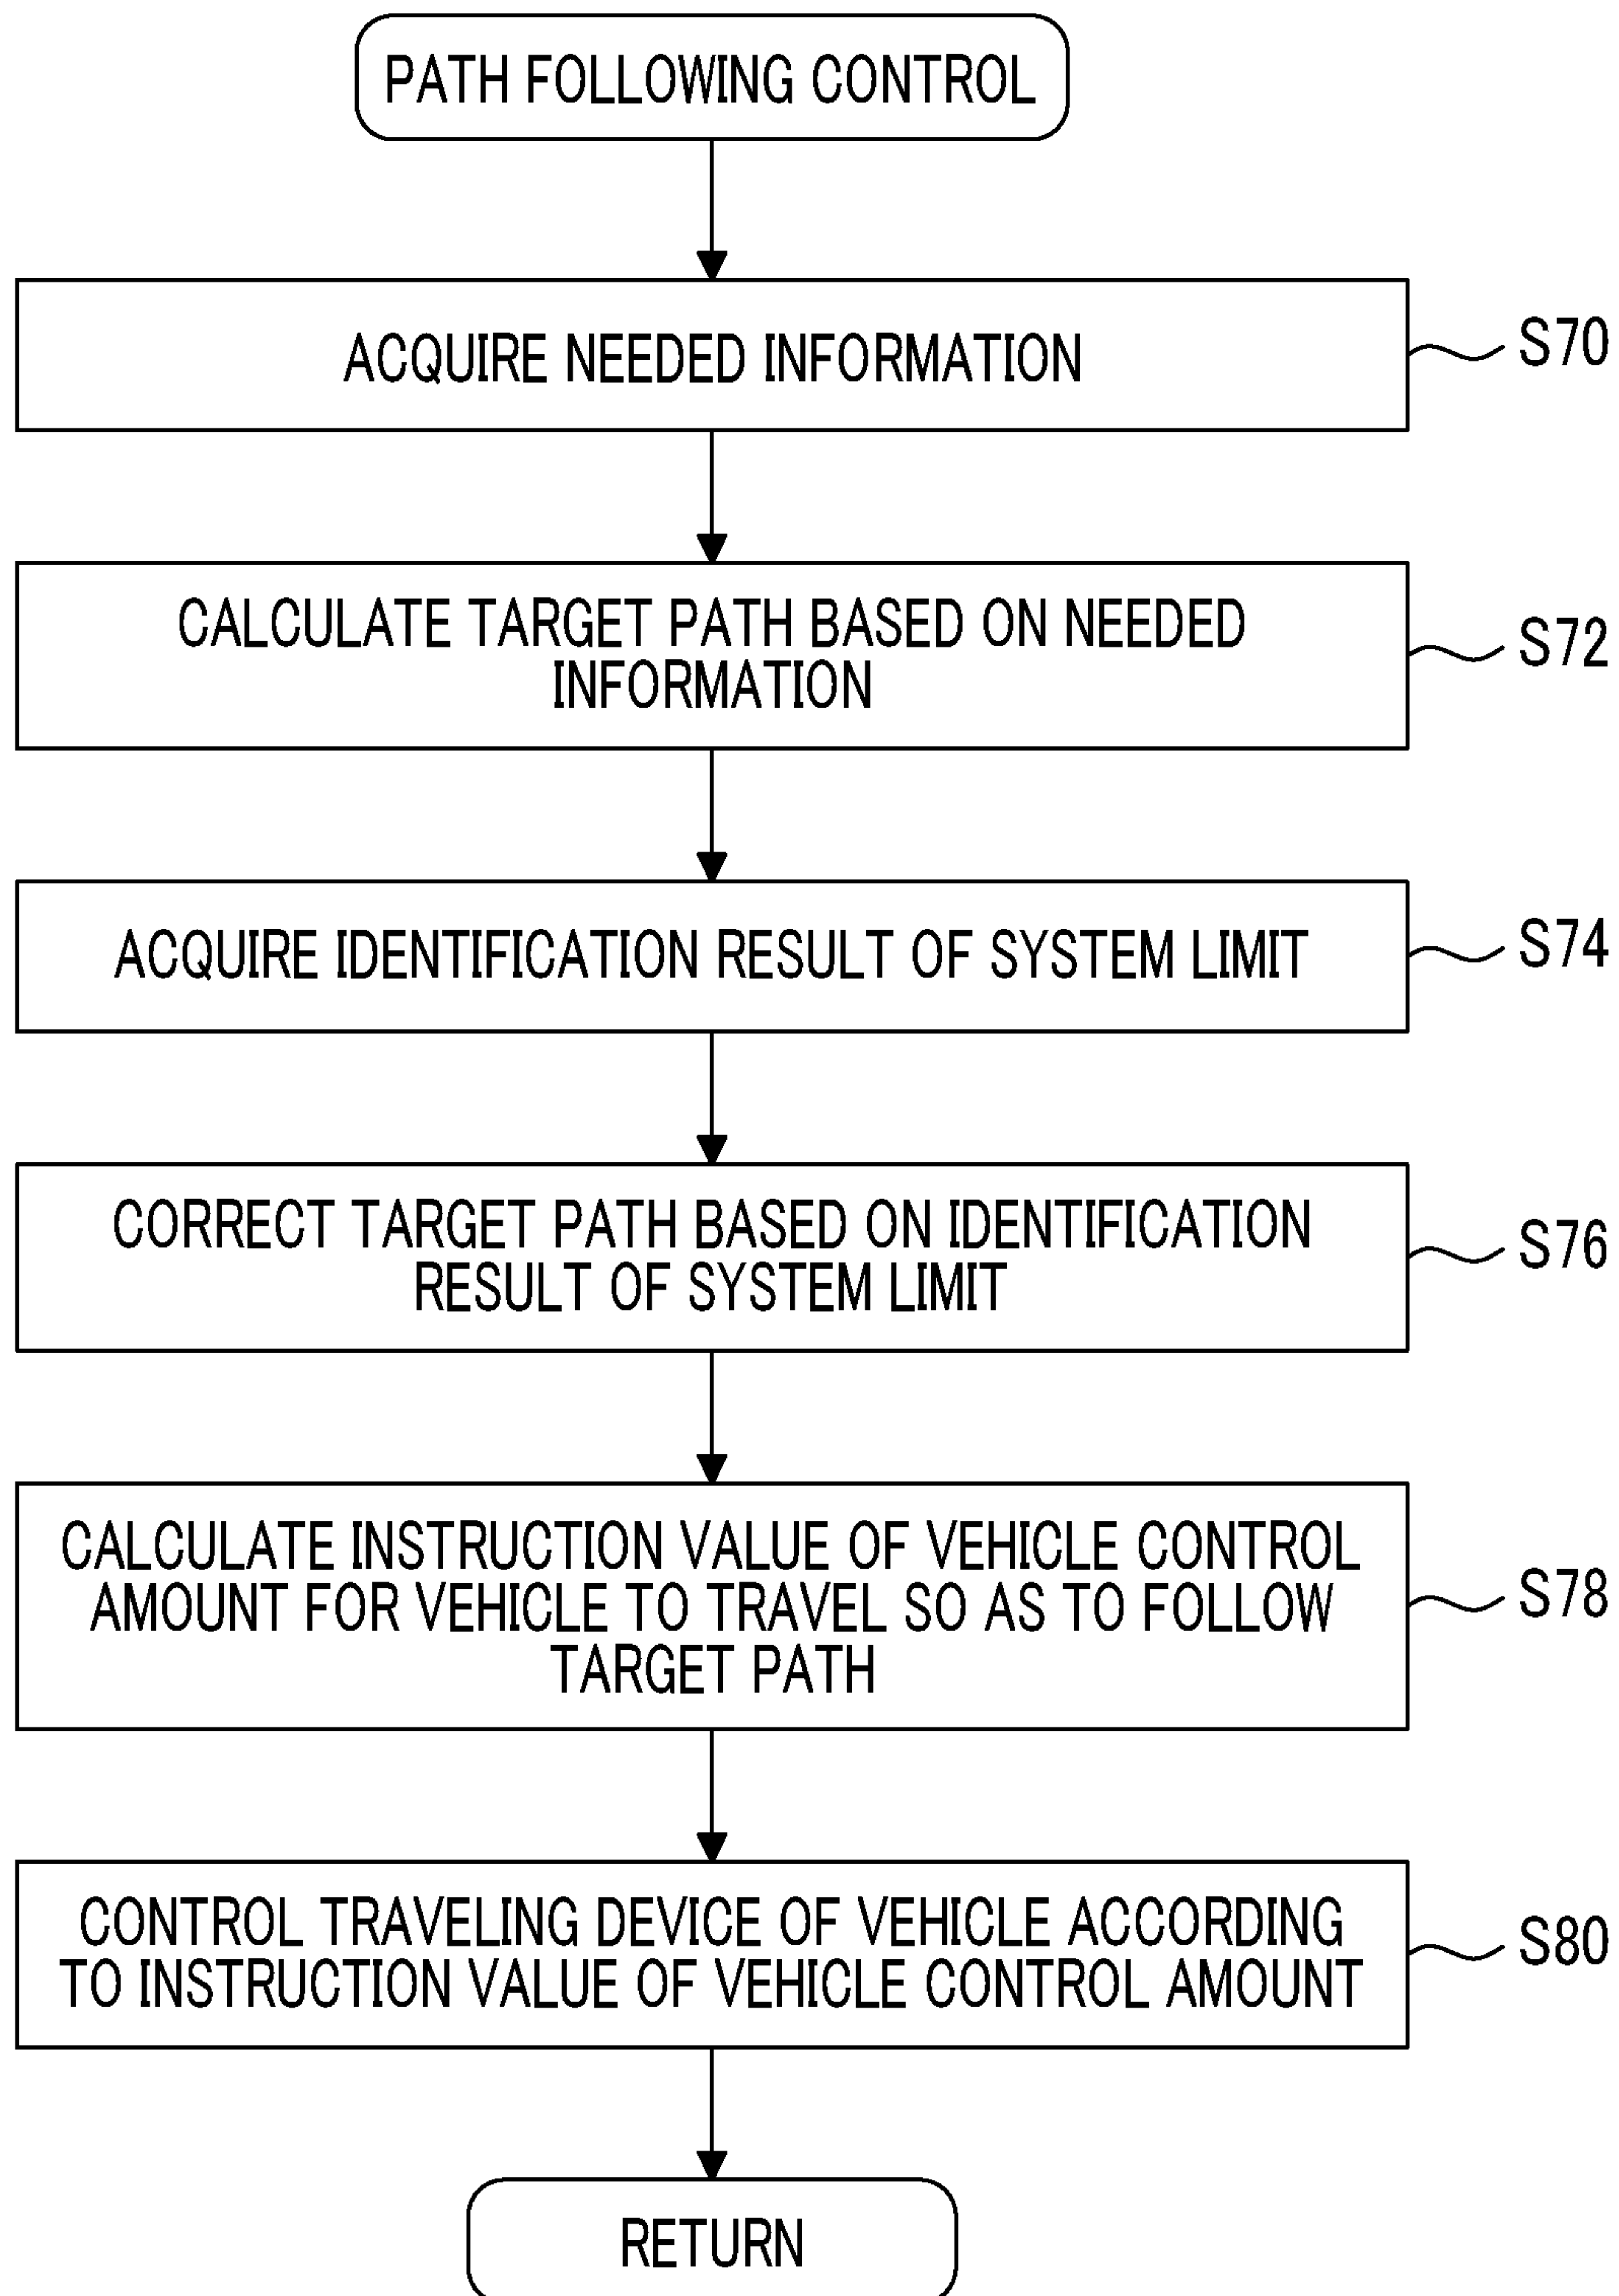 PATH FOLLOWING CONTROL
ACQUIRE NEEDED INFORMATION
S70
CALCULATE TARGET PATH BASED ON NEEDED
INFORMATION
S72
ACQUIRE IDENTIFICATION RESULT OF SYSTEM LIMIT
S74
CORRECT TARGET PATH BASED ON IDENTIFICATION
RESULT OF SYSTEM LIMIT
S76
CALCULATE INSTRUCTION VALUE OF VEHICLE CONTROL
AMOUNT FOR VEHICLE TO TRAVEL SO AS TO FOLLOW
TARGET PATH
S78
CONTROL TRAVELING DEVICE OF VEHICLE ACCORDING
TO INSTRUCTION VALUE OF VEHICLE CONTROL AMOUNT
S80
RETURN